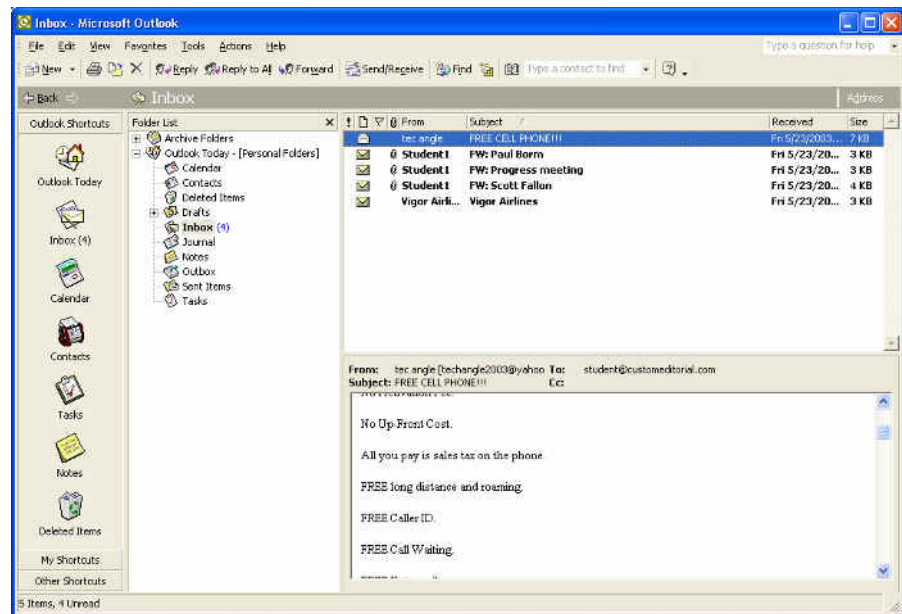 Inbox - Microsoft Outlook
File Edit View Favorites Tools Actions Help Type a question for help
New Reply Reply to All Forward Send/Receive Find Type a contact to find
Back Inbox Address
Outlook Shortcuts
Outlook Today
Inbox (4)
Calendar
Contacts
Tasks
Notes
Deleted Items
My Shortcuts
Other Shortcuts
Folder List X
Archive Folders
Outlook Today - [Personal Folders]
Calendar
Contacts
Deleted Items
Drafts
Inbox (4)
Journal
Notes
Outbox
Sent Items
Tasks
! From Subject / Received Size
tec angle FREE CELL PHONE!!! Fri 5/23/2003... 7 KB
Student1 FW: Paul Borm Fri 5/23/20... 3 KB
Student1 FW: Progress meeting Fri 5/23/20... 3 KB
Student1 FW: Scott Fallon Fri 5/23/20... 4 KB
Vigor Airli... Vigor Airlines Fri 5/23/20... 3 KB
From: tec angle [techangle2003@yahoo To: student@customeditorial.com
Subject: FREE CELL PHONE!!! Cc:
No Up-Front Cost.
All you pay is sales tax on the phone
FREE long distance and roaming.
FREE Caller ID.
FREE Call Waiting.
5 Items, 4 Unread